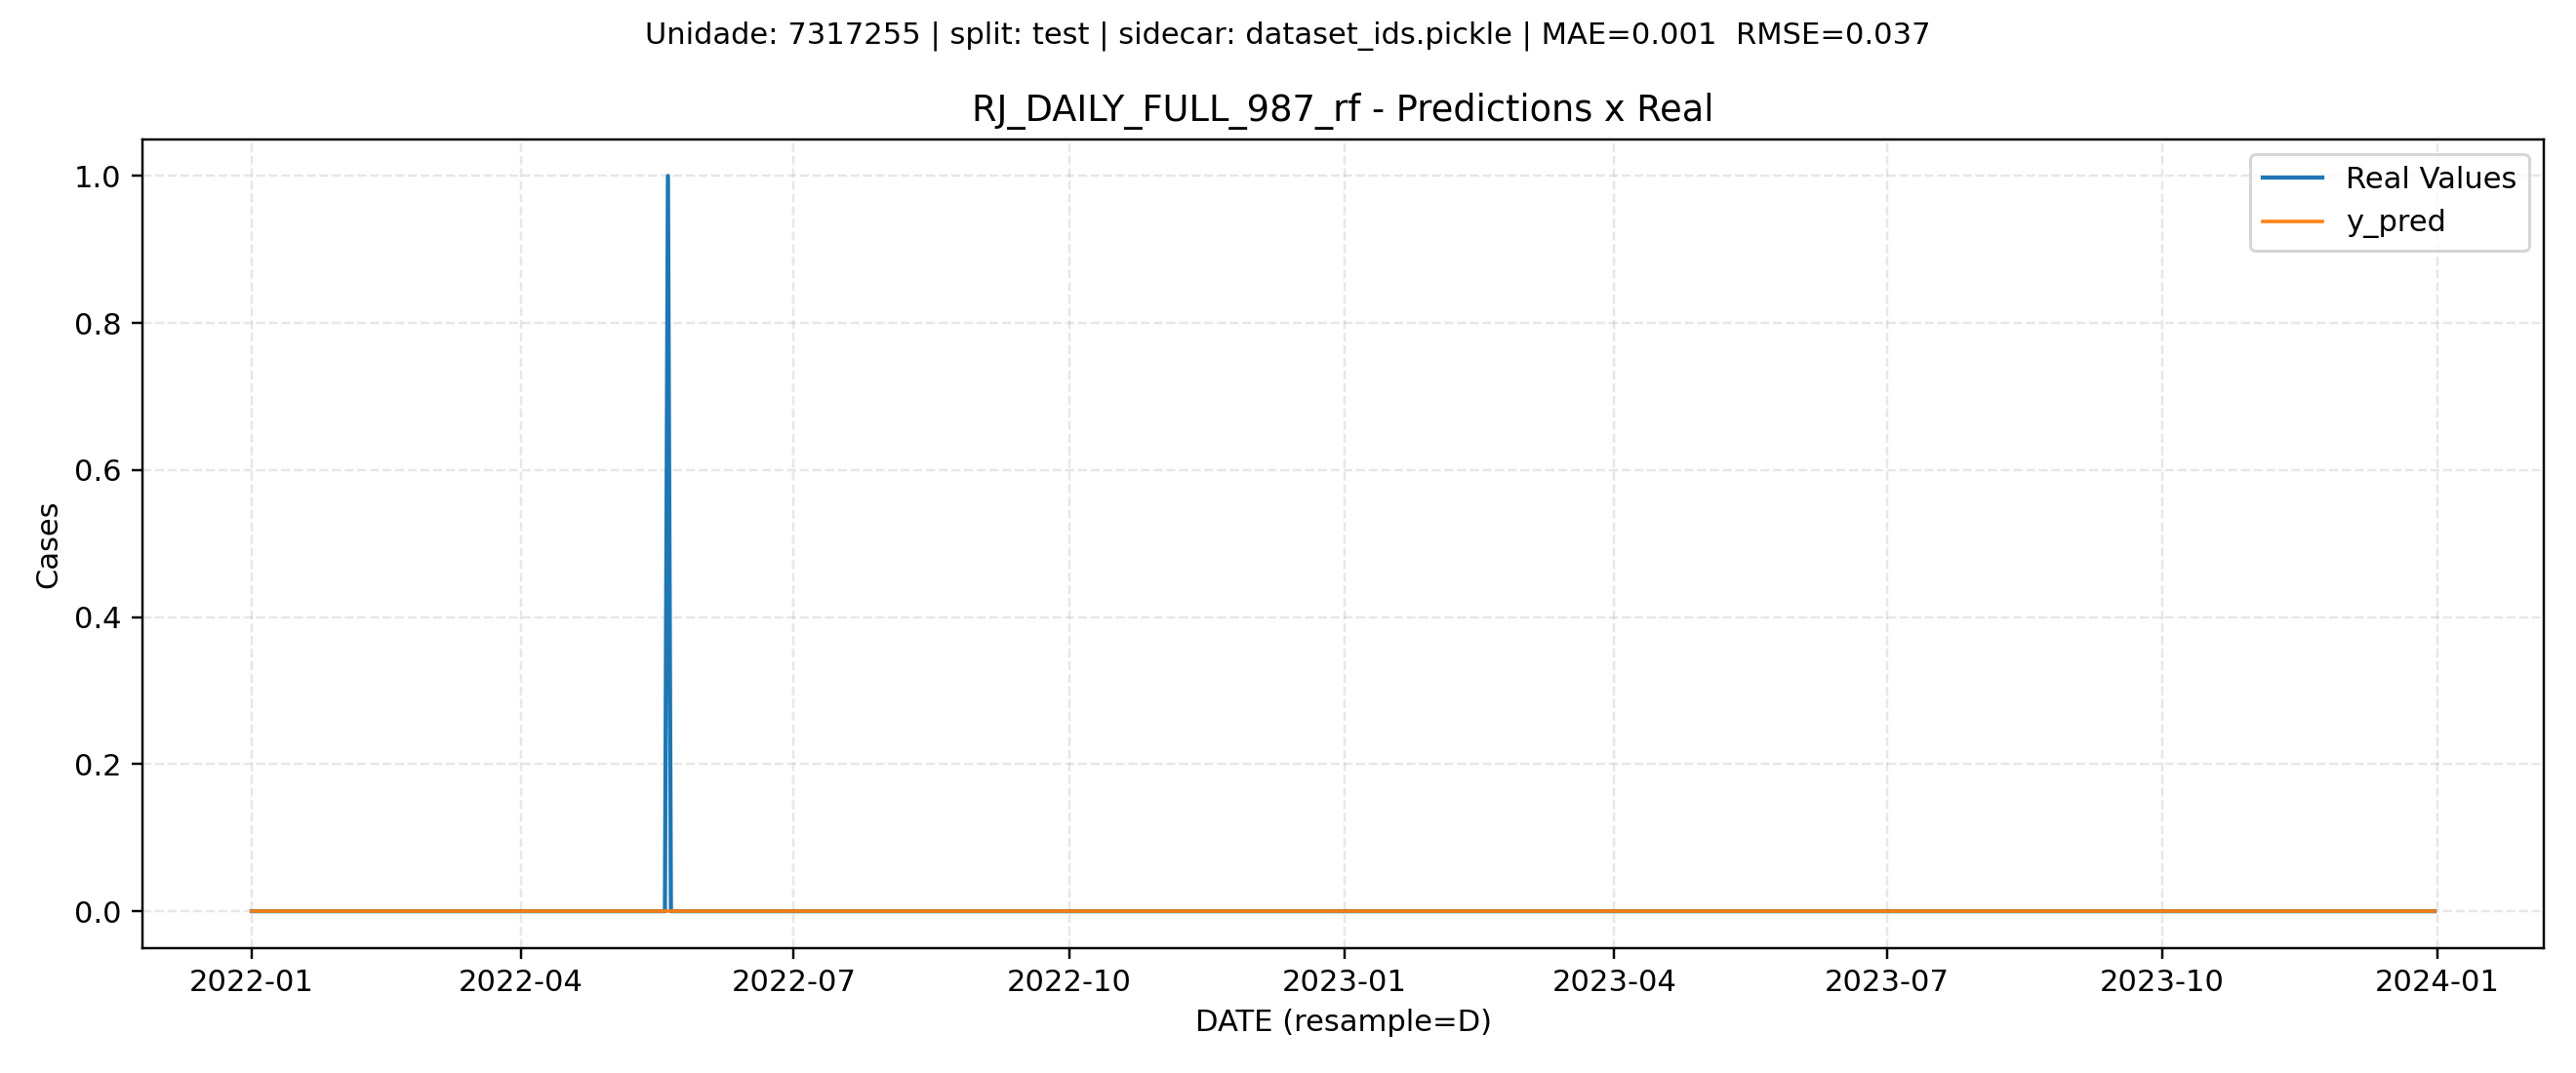 Unidade: 7317255 | split: test | sidecar: dataset_ids.pickle | MAE=0.001  RMSE=0.037
RJ_DAILY_FULL_987_rf - Predictions x Real
Real Values
y_pred
1.0
0.8
0.6
0.4
0.2
0.0
Cases
2022-01 2022-04 2022-07 2022-10 2023-01 2023-04 2023-07 2023-10 2024-01
DATE (resample=D)